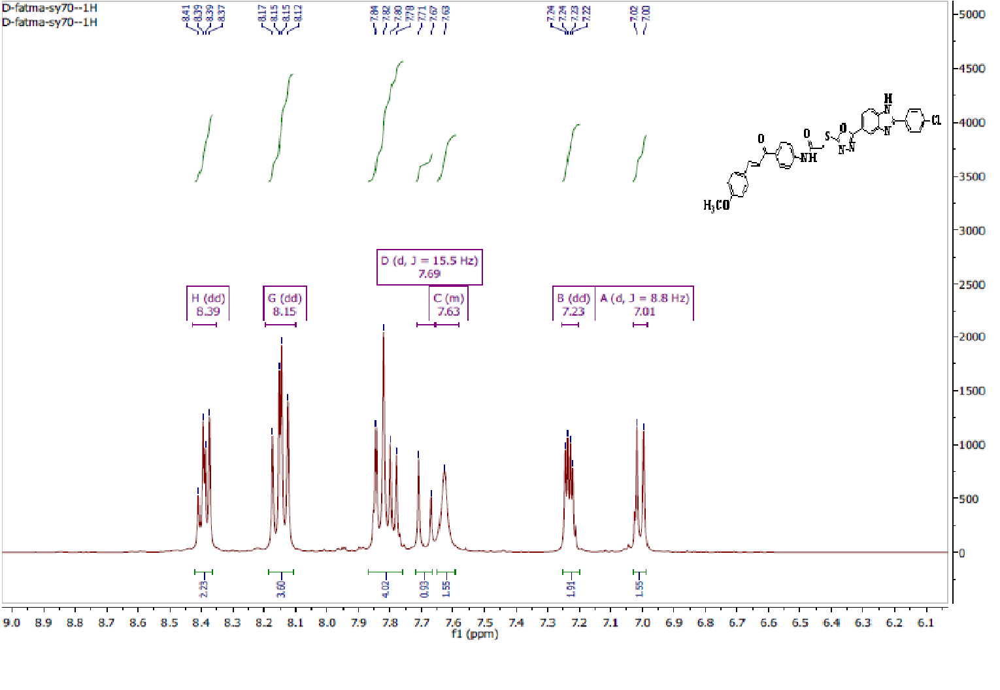 D-fatma-sy70--1H
D-fatma-sy70--1H
8.41
8.39
8.39
8.37
8.17
8.15
8.15
8.12
7.84
7.82
7.80
7.78
7.71
7.67
7.63
7.24
7.24
7.23
7.22
7.02
7.00
5000
4500
4000
3500
3000
2500
2000
1500
1000
500
0
H
N
N
Cl
O
S
N-N
O
NH
O
H3CO
D (d, J = 15.5 Hz)
7.69
H (dd)
8.39
G (dd)
8.15
C (m)
7.63
B (dd)
7.23
A (d, J = 8.8 Hz)
7.01
2.23
3.60
4.02
0.93
1.55
1.91
1.55
9.0 8.9 8.8 8.7 8.6 8.5 8.4 8.3 8.2 8.1 8.0 7.9 7.8 7.7 7.6 7.5 7.4 7.3 7.2 7.1 7.0 6.9 6.8 6.7 6.6 6.5 6.4 6.3 6.2 6.1
f1 (ppm)